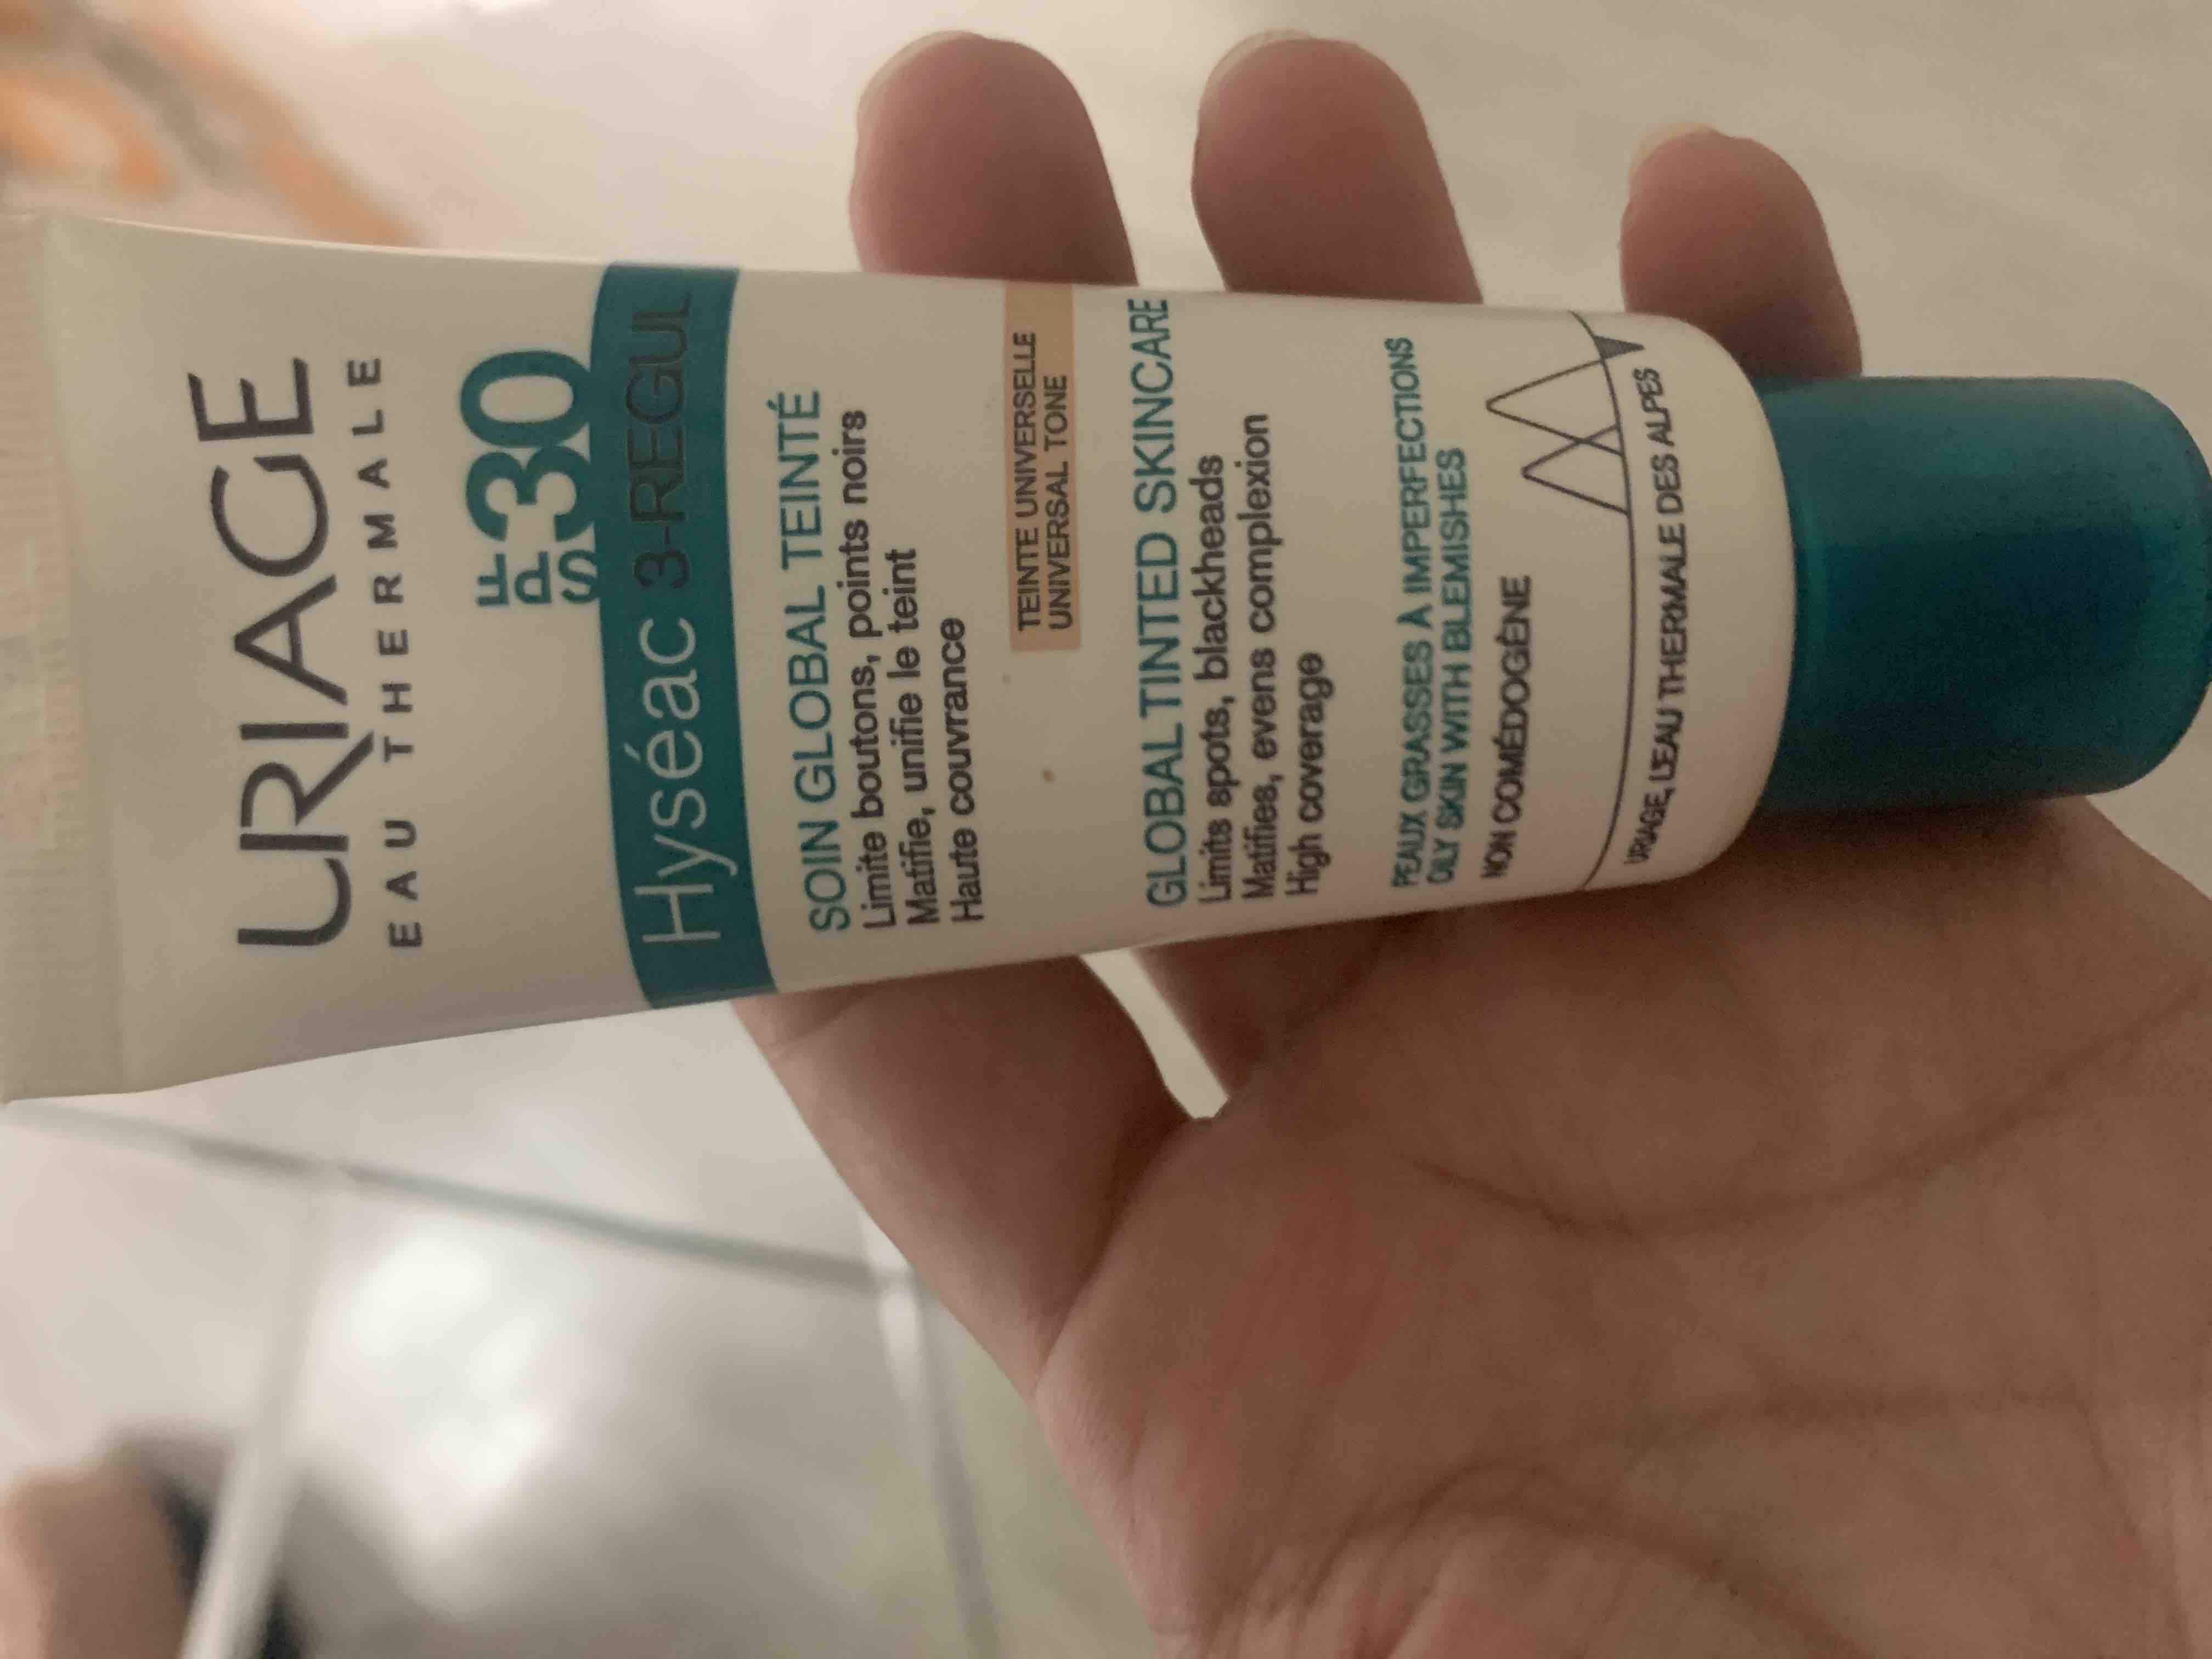 URIAGE
EAU THERMALE
SPF 30
Hyséac 3-REGUL
SOIN GLOBAL TEINTÉ
Limite boutons, points noirs
Matifie, unifie le teint
Haute couvrance
TEINTE UNIVERSELLE
UNIVERSAL TONE
GLOBAL TINTED SKINCARE
Limits spots, blackheads
Matifies, evens complexion
High coverage
PEAUX GRASSES À IMPERFECTIONS
OILY SKIN WITH BLEMISHES
NON COMÉDOGÈNE
URIAGE, L'EAU THERMALE DES ALPES